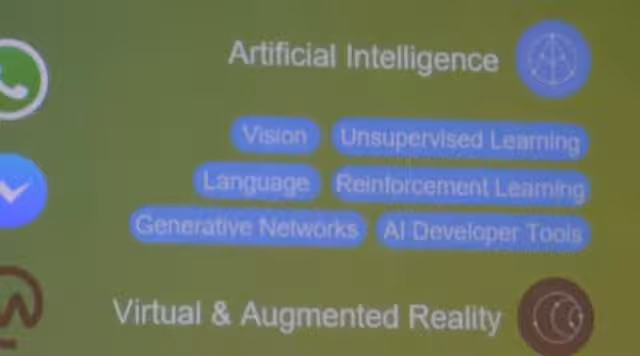 Artificial Intelligence
Vision Unsupervised Learning
Language Reinforcement Learning
Generative Networks AI Developer Tools
Virtual & Augmented Reality